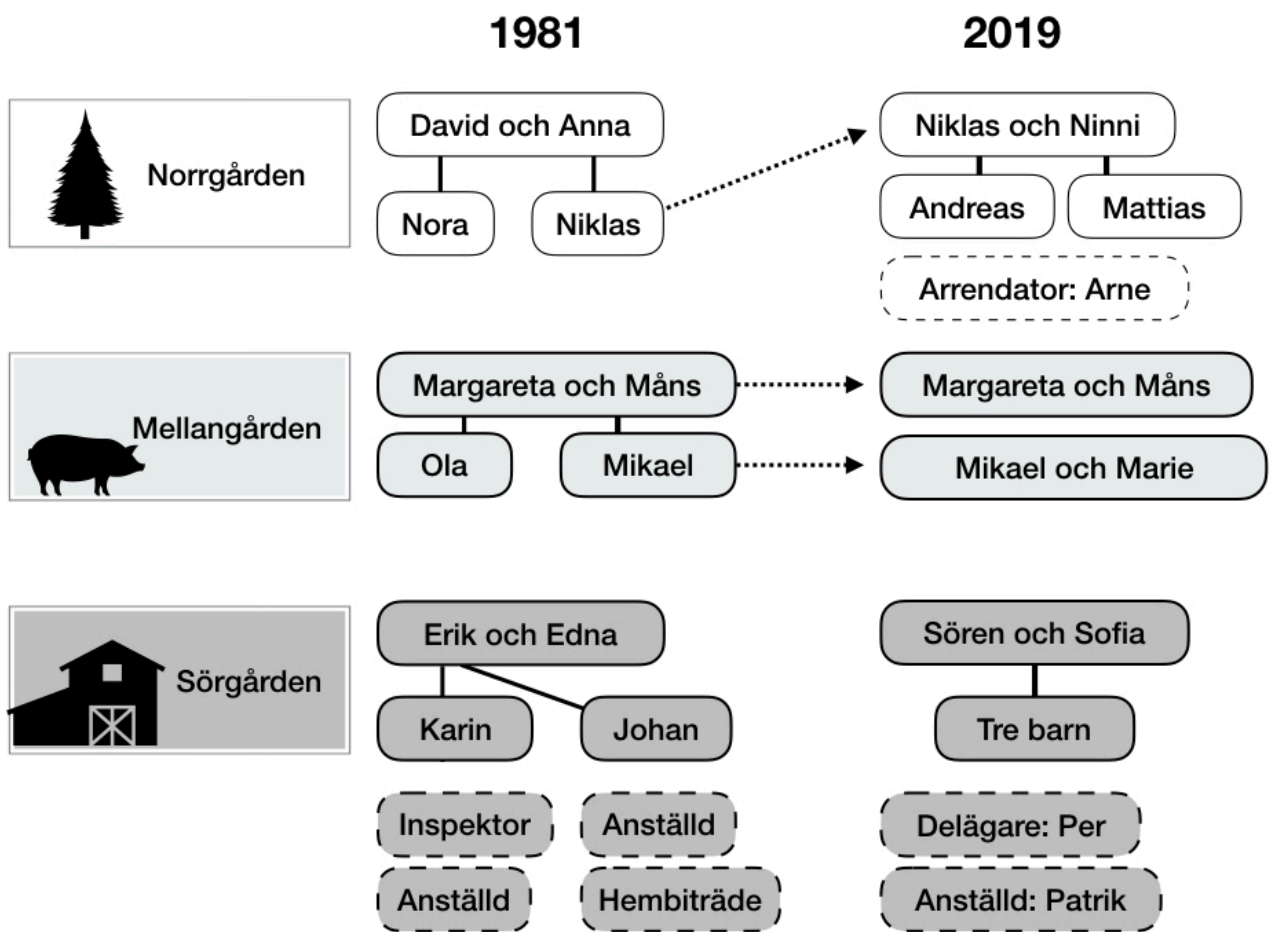 1981
2019
Norrgården
David och Anna
Nora
Niklas
Niklas och Ninni
Andreas
Mattias
Arrendator: Arne
Mellangården
Margareta och Måns
Ola
Mikael
Margareta och Måns
Mikael och Marie
Sörgården
Erik och Edna
Karin
Johan
Inspektor
Anställd
Anställd
Hembiträde
Sören och Sofia
Tre barn
Delägare: Per
Anställd: Patrik